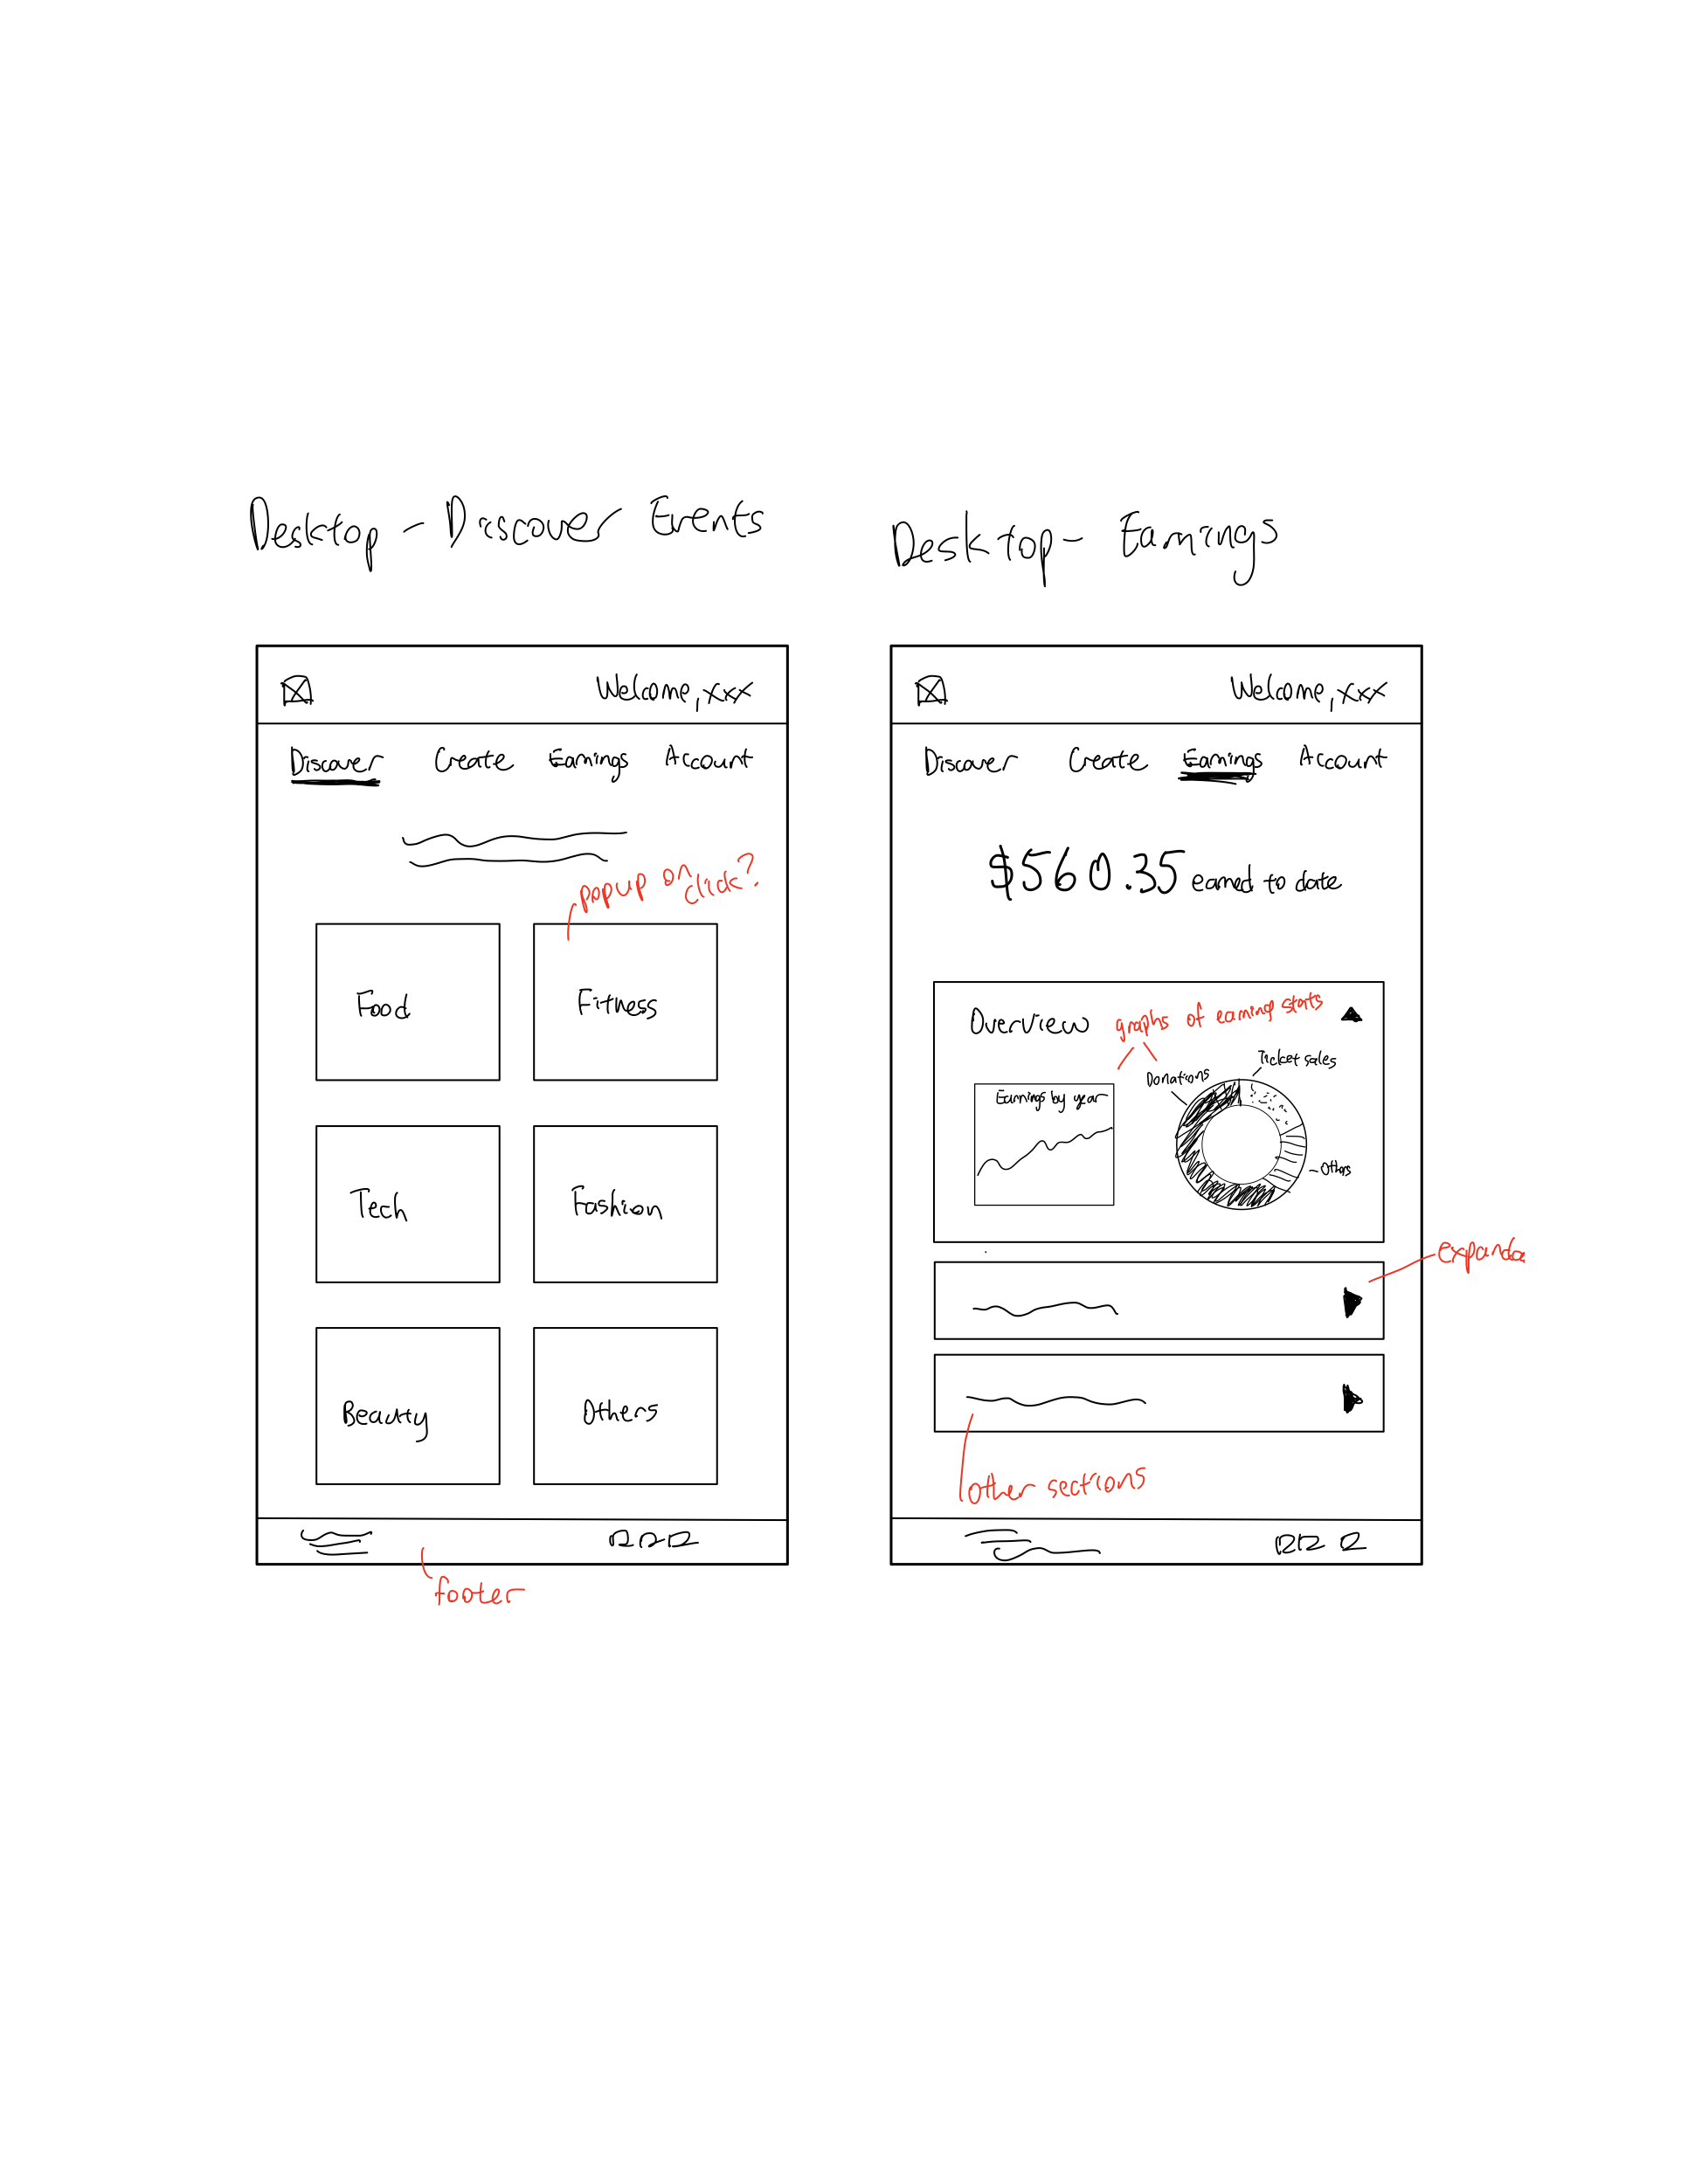 Desktop - Discover Events
Welcome, xxx
Discover Create Earnings Account
popup on click?
Food
Fitness
Tech
Fashion
Beauty
Others
footer
Desktop - Earnings
Welcome, xxx
Discover Create Earnings Account
$560.35 earned to date
Overview
graphs of earning stats
Earnings by year
Donations
Ticket sales
Others
expanda
other sections